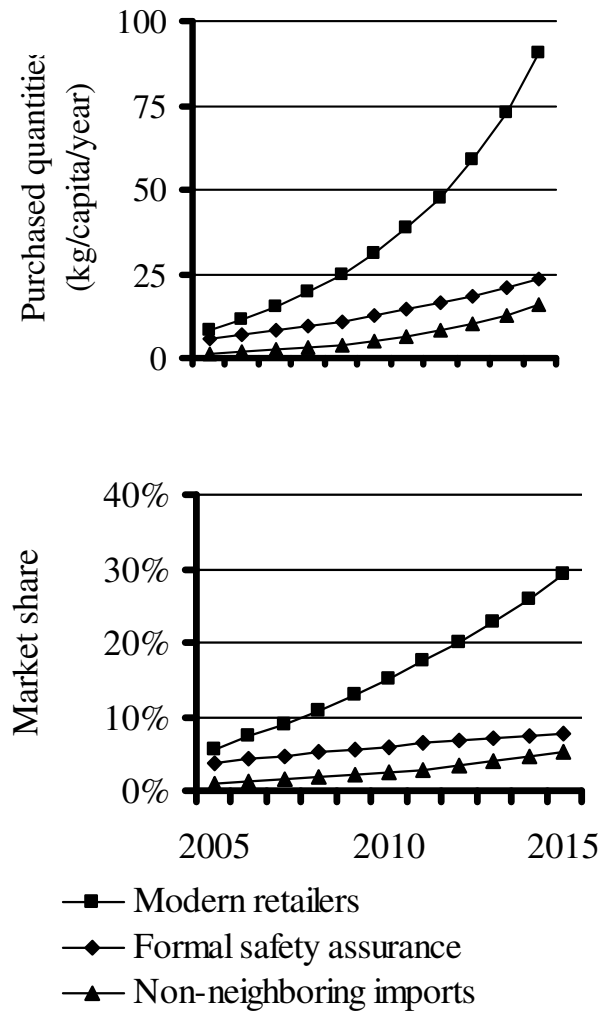 100
75
50
25
0
Purchased
(kg/capita/year)
40%
30%
20%
10%
0%
Market share
2005 2010 2015
Modern retailers
Formal safety assurance
Non-neighboring imports